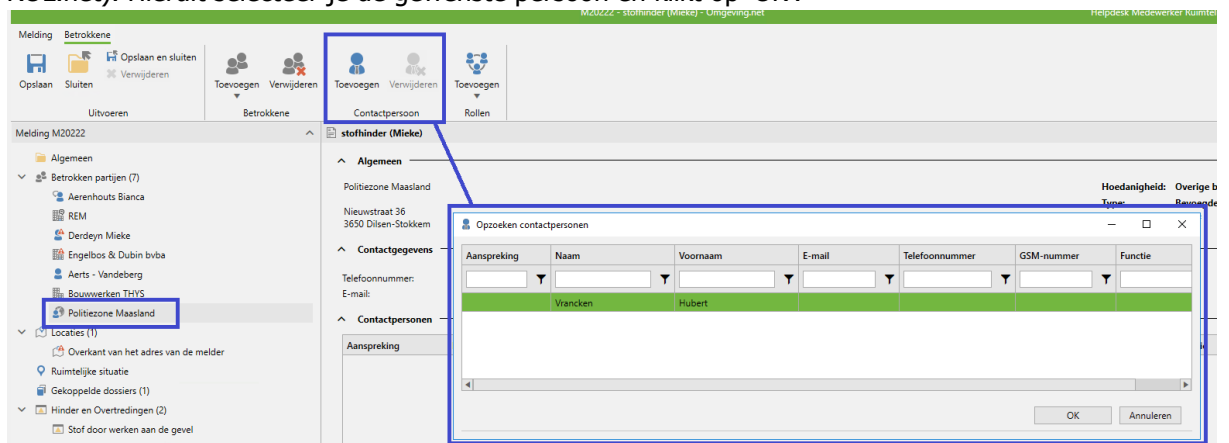 M20222 - stofhinder (Mieke) - Omgeving.net
Melding Betrokkene
Opslaan Sluiten Opslaan en sluiten Verwijderen
Toevoegen Verwijderen Toevoegen Verwijderen Toevoegen
Uitvoeren Betrokkene Contactpersoon Rollen
Melding M20222
stofhinder (Mieke)
Algemeen
Betrokken partijen (7)
Aerenhouts Bianca
REM
Derdeyn Mieke
Engelbos & Dubin bvba
Aerts - Vandeberg
Bouwwerken THYS
Politiezone Maasland
Locaties (1)
Overkant van het adres van de melder
Ruimtelijke situatie
Gekoppelde dossiers (1)
Hinder en Overtredingen (2)
Stof door werken aan de gevel
Algemeen
Politiezone Maasland
Hoedanigheid: Overige
Nieuwstraat 36
3650 Dilsen-Stokkem
Contactgegevens
Telefoonnummer:
E-mail:
Contactpersonen
Aanspreking
Opzoeken contactpersonen
Aanspreking Naam Voornaam E-mail Telefoonnummer GSM-nummer Functie
Vrancken Hubert
OK Annuleren